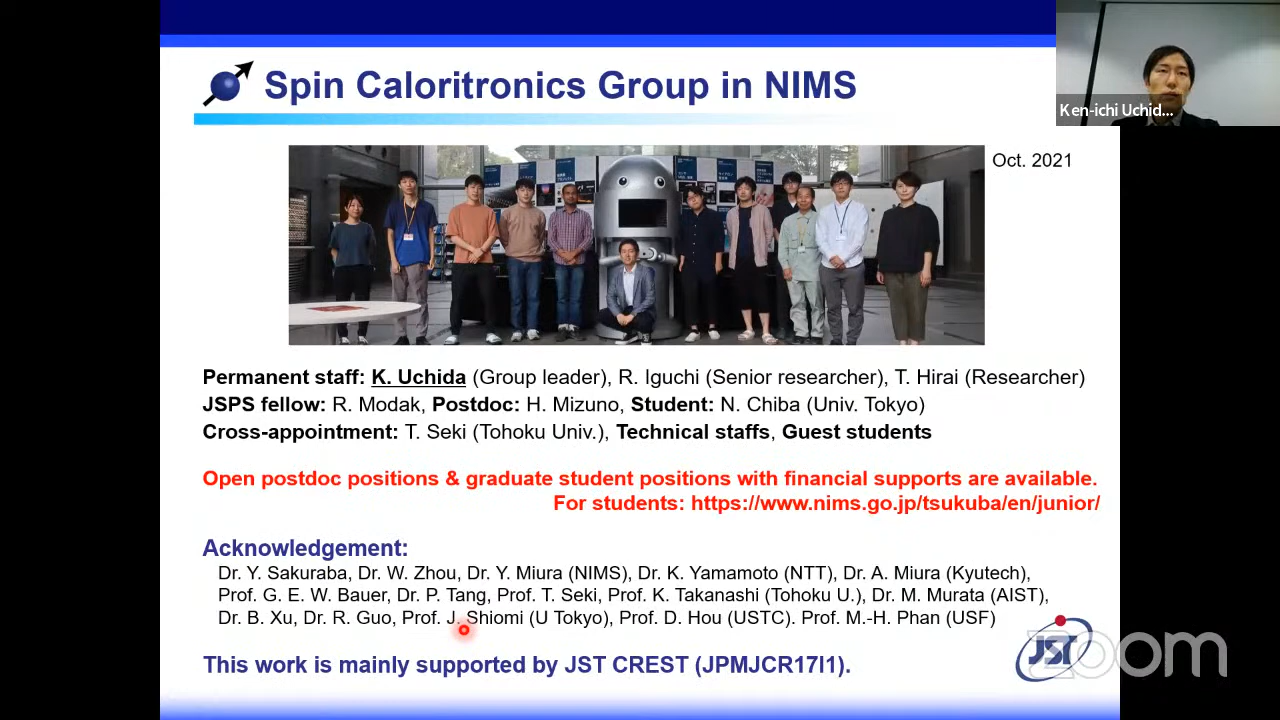 Spin Caloritronics Group in NIMS
Ken-ichi Uchid...
Oct. 2021
Permanent staff: K. Uchida (Group leader), R. Iguchi (Senior researcher), T. Hirai (Researcher)
JSPS fellow: R. Modak, Postdoc: H. Mizuno, Student: N. Chiba (Univ. Tokyo)
Cross-appointment: T. Seki (Tohoku Univ.), Technical staffs, Guest students
Open postdoc positions & graduate student positions with financial supports are available.
For students: https://www.nims.go.jp/tsukuba/en/junior/
Acknowledgement:
Dr. Y. Sakuraba, Dr. W. Zhou, Dr. Y. Miura (NIMS), Dr. K. Yamamoto (NTT), Dr. A. Miura (Kyutech),
Prof. G. E. W. Bauer, Dr. P. Tang, Prof. T. Seki, Prof. K. Takanashi (Tohoku U.), Dr. M. Murata (AIST),
Dr. B. Xu, Dr. R. Guo, Prof. J. Shiomi (U Tokyo), Prof. D. Hou (USTC). Prof. M.-H. Phan (USF)
This work is mainly supported by JST CREST (JPMJCR17I1).
JST
zoom